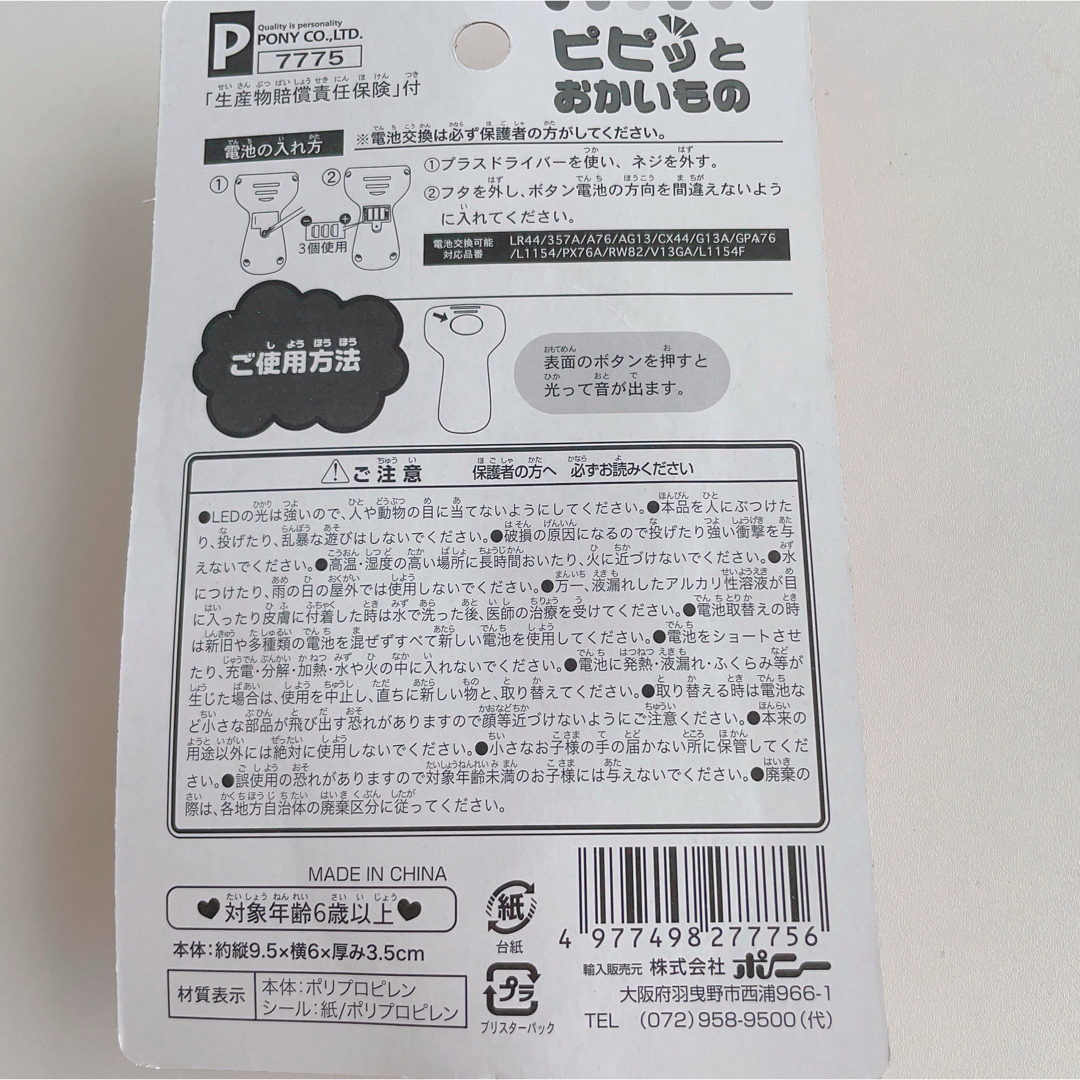 P
Quality is personality
PONY CO.,LTD.
7775
「生産物賠償責任保険」付
ピピッと
おかいもの
電池の入れ方
※電池交換は必ず保護者の方がしてください。
①プラスドライバーを使い、ネジを外す。
②フタを外し、ボタン電池の方向を間違えないよう
に入れてください。
① ②
⊖ ⊕
3個使用
電池交換可能
対応品番
LR44/357A/A76/AG13/CX44/G13A/GPA76
/L1154/PX76A/RW82/V13GA/L1154F
ご使用方法
表面のボタンを押すと
光って音が出ます。
⚠ご注意 保護者の方へ 必ずお読みください
●LEDの光は強いので、人や動物の目に当てないようにしてください。●本品を人にぶつけた
り、投げたり、乱暴な遊びはしないでください。●破損の原因になるので投げたり強い衝撃を与
えないでください。●高温・湿度の高い場所に長時間おいたり、火に近づけないでください。●水
につけたり、雨の日の屋外では使用しないでください。●万一、液漏れしたアルカリ性溶液が目
に入ったり皮膚に付着した時は水で洗った後、医師の治療を受けてください。●電池取替えの時
は新旧や多種類の電池を混ぜずすべて新しい電池を使用してください。●電池をショートさせ
たり、充電・分解・加熱・水や火の中に入れないでください。●電池に発熱・液漏れ・ふくらみ等が
生じた場合は、使用を中止し、直ちに新しい物と、取り替えてください。●取り替える時は電池な
ど小さな部品が飛び出す恐れがありますので顔等近づけないようにご注意ください。●本来の
用途以外には絶対に使用しないでください。●小さなお子様の手の届かない所に保管してくだ
さい。●誤使用の恐れがありますので対象年齢未満のお子様には与えないでください。●廃棄の
際は、各地方自治体の廃棄区分に従ってください。
MADE IN CHINA
♥対象年齢6歳以上♥
本体:約縦9.5×横6×厚み3.5cm
材質表示
本体:ポリプロピレン
シール:紙/ポリプロピレン
紙
台紙
プラ
ブリスターパック
4 977498 277756
輸入販売元 株式会社 ポニー
大阪府羽曳野市西浦966-1
TEL (072)958-9500(代)